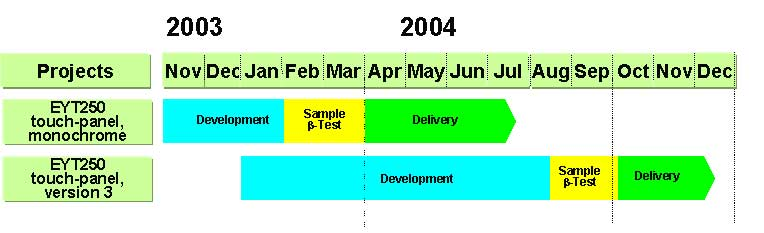 2003 2004
Projects Nov Dec Jan Feb Mar Apr May Jun Jul Aug Sep Oct Nov Dec
EYT250
touch-panel,
monochrome
Development
Sample
β-Test
Delivery
EYT250
touch-panel,
version 3
Development
Sample
β-Test
Delivery